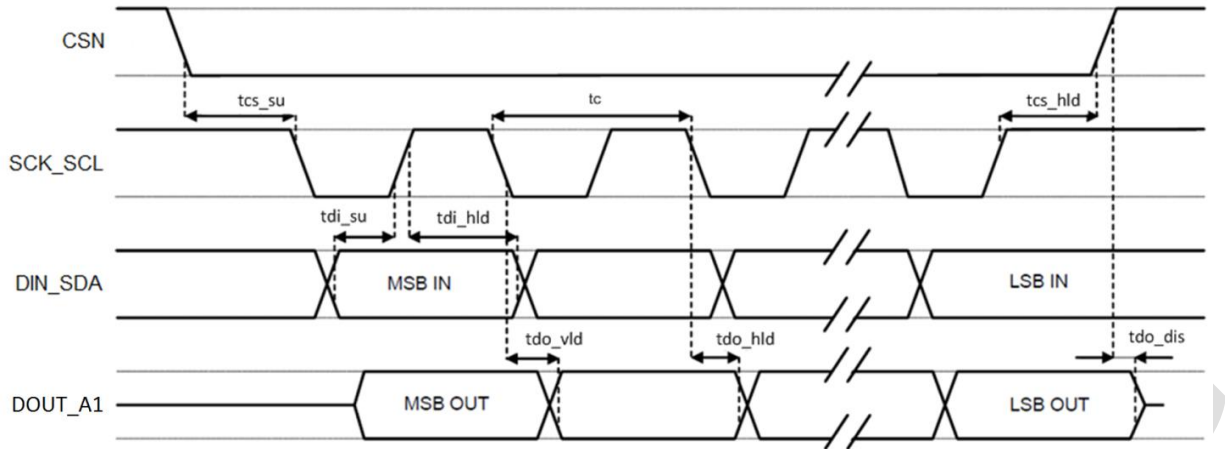 CSN
tcs_su
tc
tcs_hld
SCK_SCL
tdi_su
tdi_hld
DIN_SDA
MSB IN
LSB IN
tdo_vld
tdo_hld
tdo_dis
DOUT_A1
MSB OUT
LSB OUT